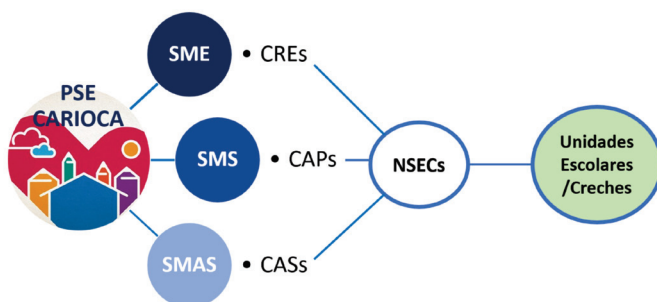 PSE
CARIOCA
SME
• CREs
SMS
• CAPs
SMAS
• CASs
NSECs
Unidades
Escolares
/Creches